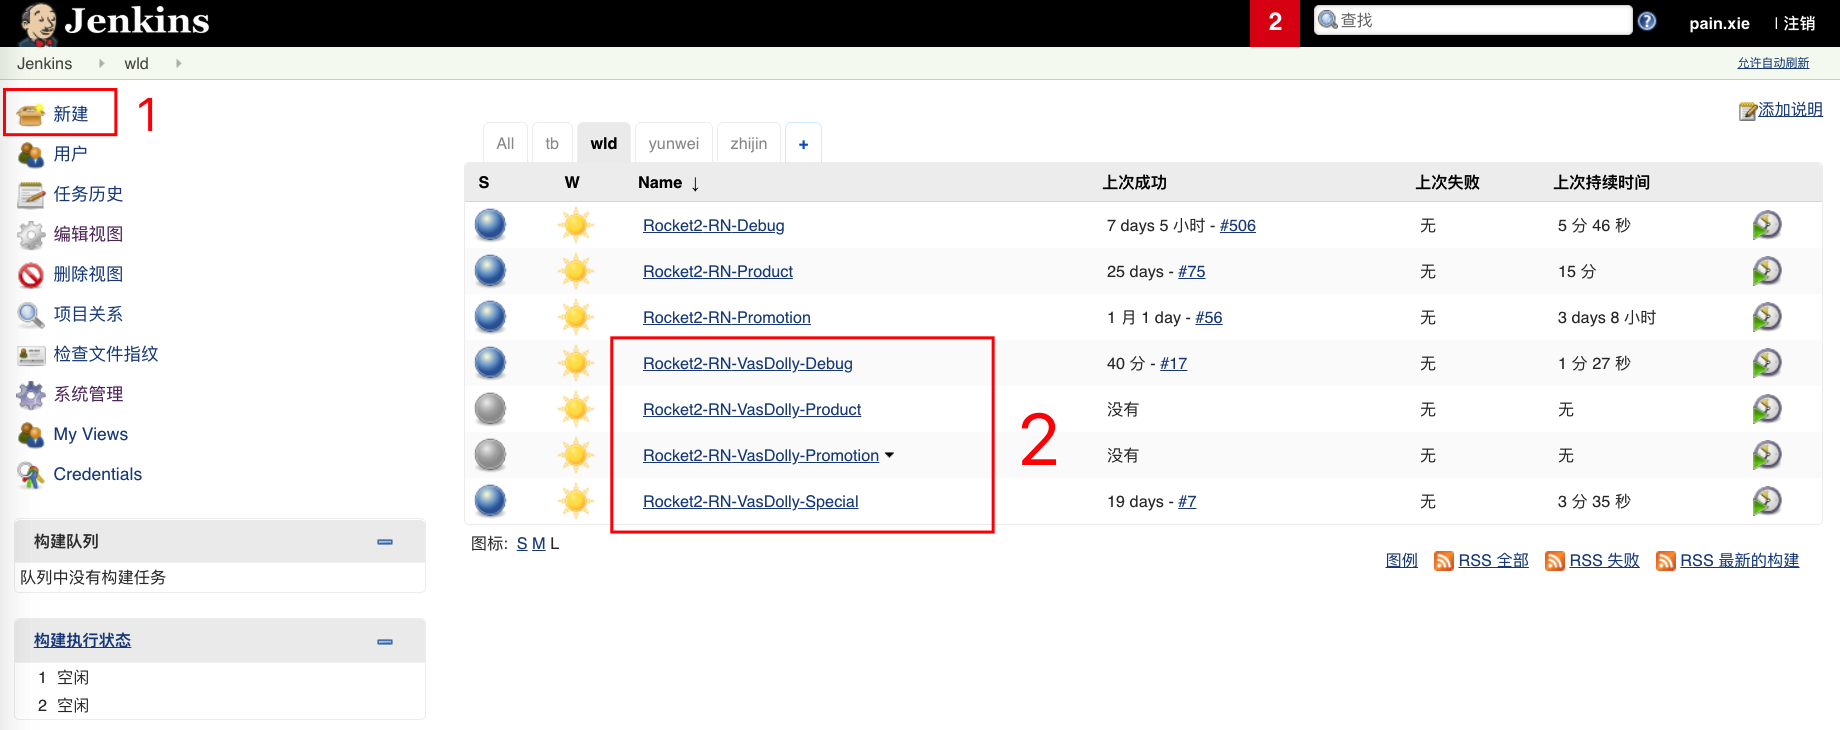 Jenkins
2 查找 pain.xie | 注销
Jenkins wld 允许自动刷新
新建 1
添加说明
用户
任务历史
编辑视图
删除视图
项目关系
检查文件指纹
系统管理
My Views
Credentials
构建队列
队列中没有构建任务
构建执行状态
1 空闲
2 空闲
All tb wld yunwei zhijin +
S W Name ↓ 上次成功 上次失败 上次持续时间
Rocket2-RN-Debug 7 days 5 小时 - #506 无 5 分 46 秒
Rocket2-RN-Product 25 days - #75 无 15 分
Rocket2-RN-Promotion 1 月 1 day - #56 无 3 days 8 小时
Rocket2-RN-VasDolly-Debug 40 分 - #17 无 1 分 27 秒
Rocket2-RN-VasDolly-Product 没有 无 无
Rocket2-RN-VasDolly-Promotion 没有 无 无
Rocket2-RN-VasDolly-Special 19 days - #7 无 3 分 35 秒
2
图标: S M L
图例 RSS 全部 RSS 失败 RSS 最新的构建